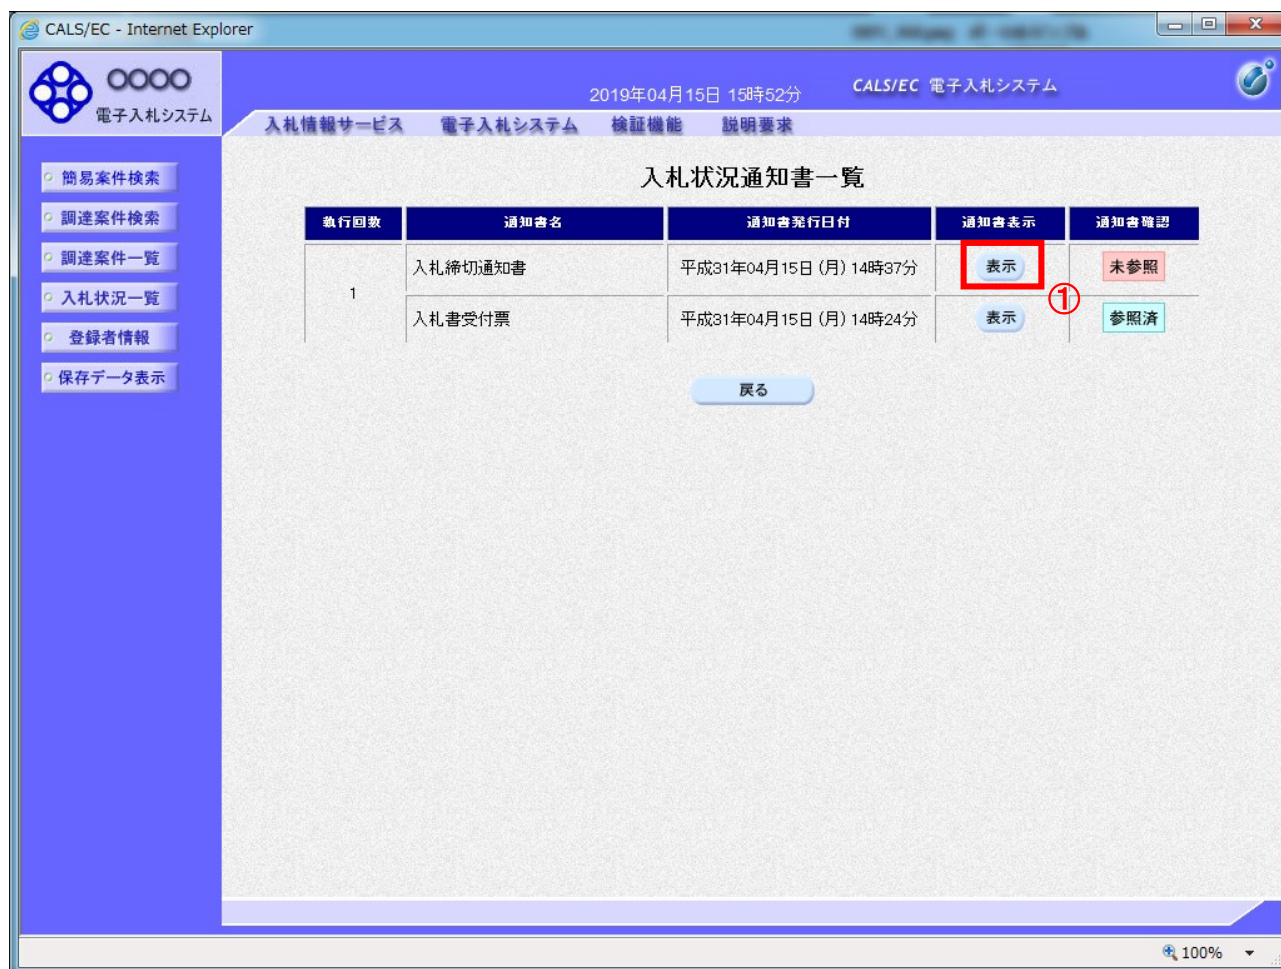 CALS/EC - Internet Explorer
OOOO
電子入札システム
2019年04月15日 15時52分
CALS/EC 電子入札システム
入札情報サービス 電子入札システム 検証機能 説明要求
簡易案件検索
調達案件検索
調達案件一覧
入札状況一覧
登録者情報
保存データ表示
入札状況通知書一覧
執行回数 通知書名 通知書発行日付 通知書表示 通知書確認
1
入札締切通知書 平成31年04月15日 (月) 14時37分 表示 未参照
①
入札書受付票 平成31年04月15日 (月) 14時24分 表示 参照済
戻る
100%